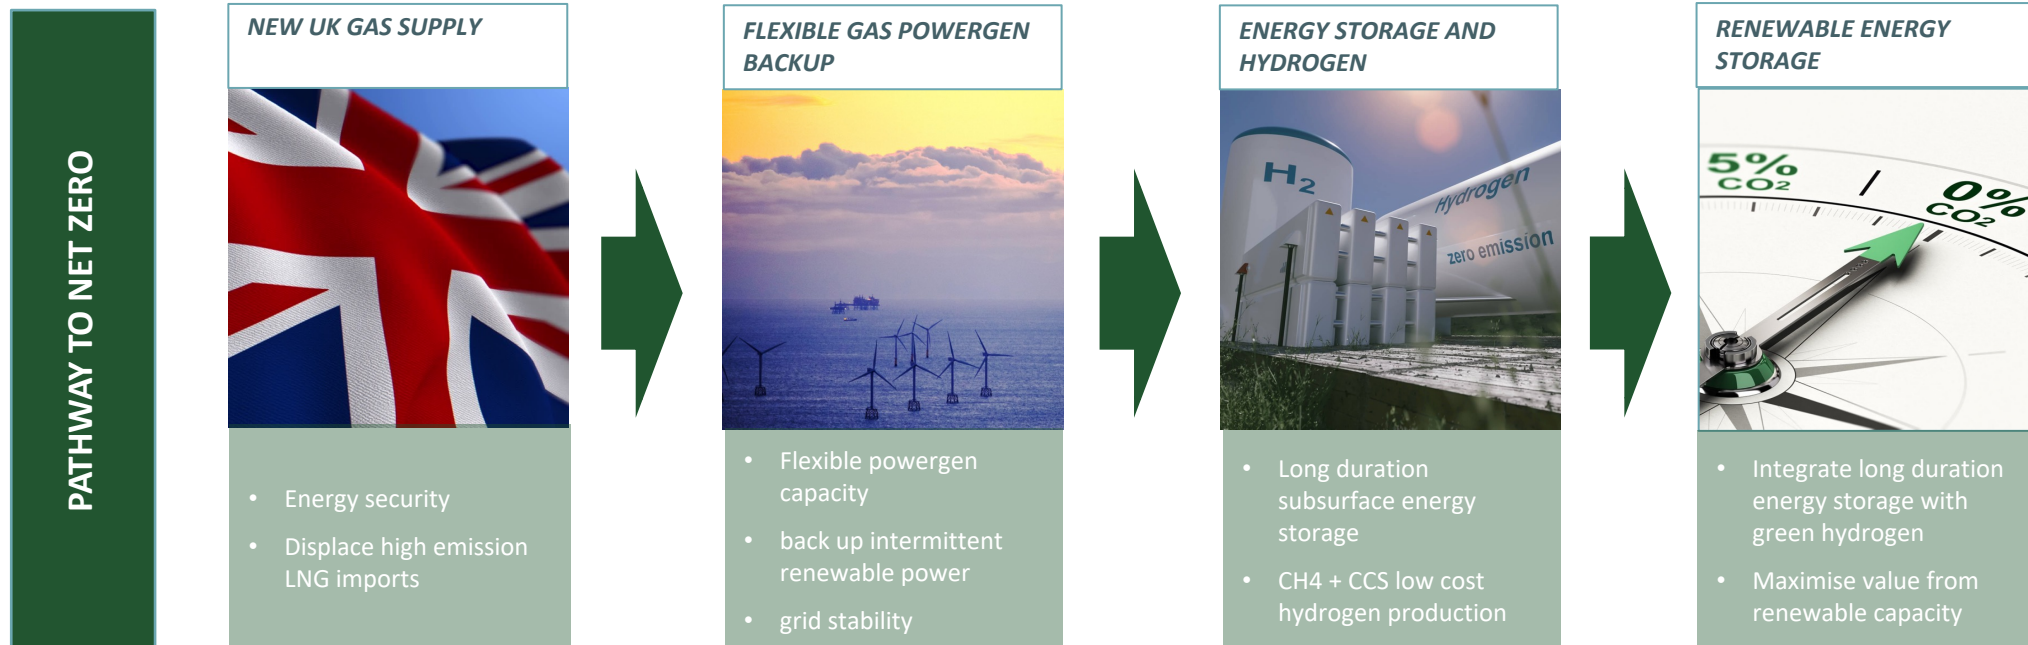 PATHWAY TO NET ZERO
NEW UK GAS SUPPLY
• Energy security
• Displace high emission
LNG imports
FLEXIBLE GAS POWERGEN
BACKUP
• Flexible powergen
capacity
• back up intermittent
renewable power
• grid stability
ENERGY STORAGE AND
HYDROGEN
H2
Hydrogen
zero emission
• Long duration
subsurface energy
storage
• CH4 + CCS low cost
hydrogen production
RENEWABLE ENERGY
STORAGE
5%
CO2
0%
CO2
• Integrate long duration
energy storage with
green hydrogen
• Maximise value from
renewable capacity